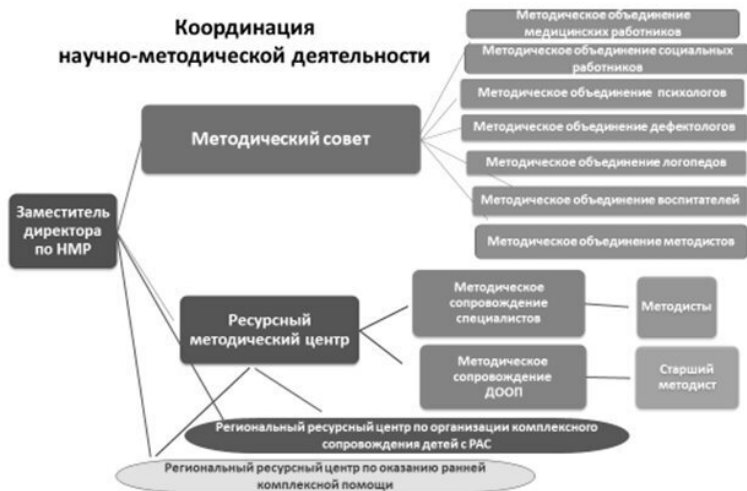 Координация
научно-методической деятельности
Методическое объединение
медицинских работников
Методическое объединение социальных
работников
Методическое объединение психологов
Методическое объединение дефектологов
Методическое объединение логопедов
Методическое объединение воспитателей
Методическое объединение методистов
Методический совет
Заместитель
директора
по НМР
Ресурсный
методический центр
Методическое
сопровождение
специалистов
Методисты
Методическое
сопровождение
ДООП
Старший
методист
Региональный ресурсный центр по организации комплексного
сопровождения детей с РАС
Региональный ресурсный центр по оказанию ранней
комплексной помощи